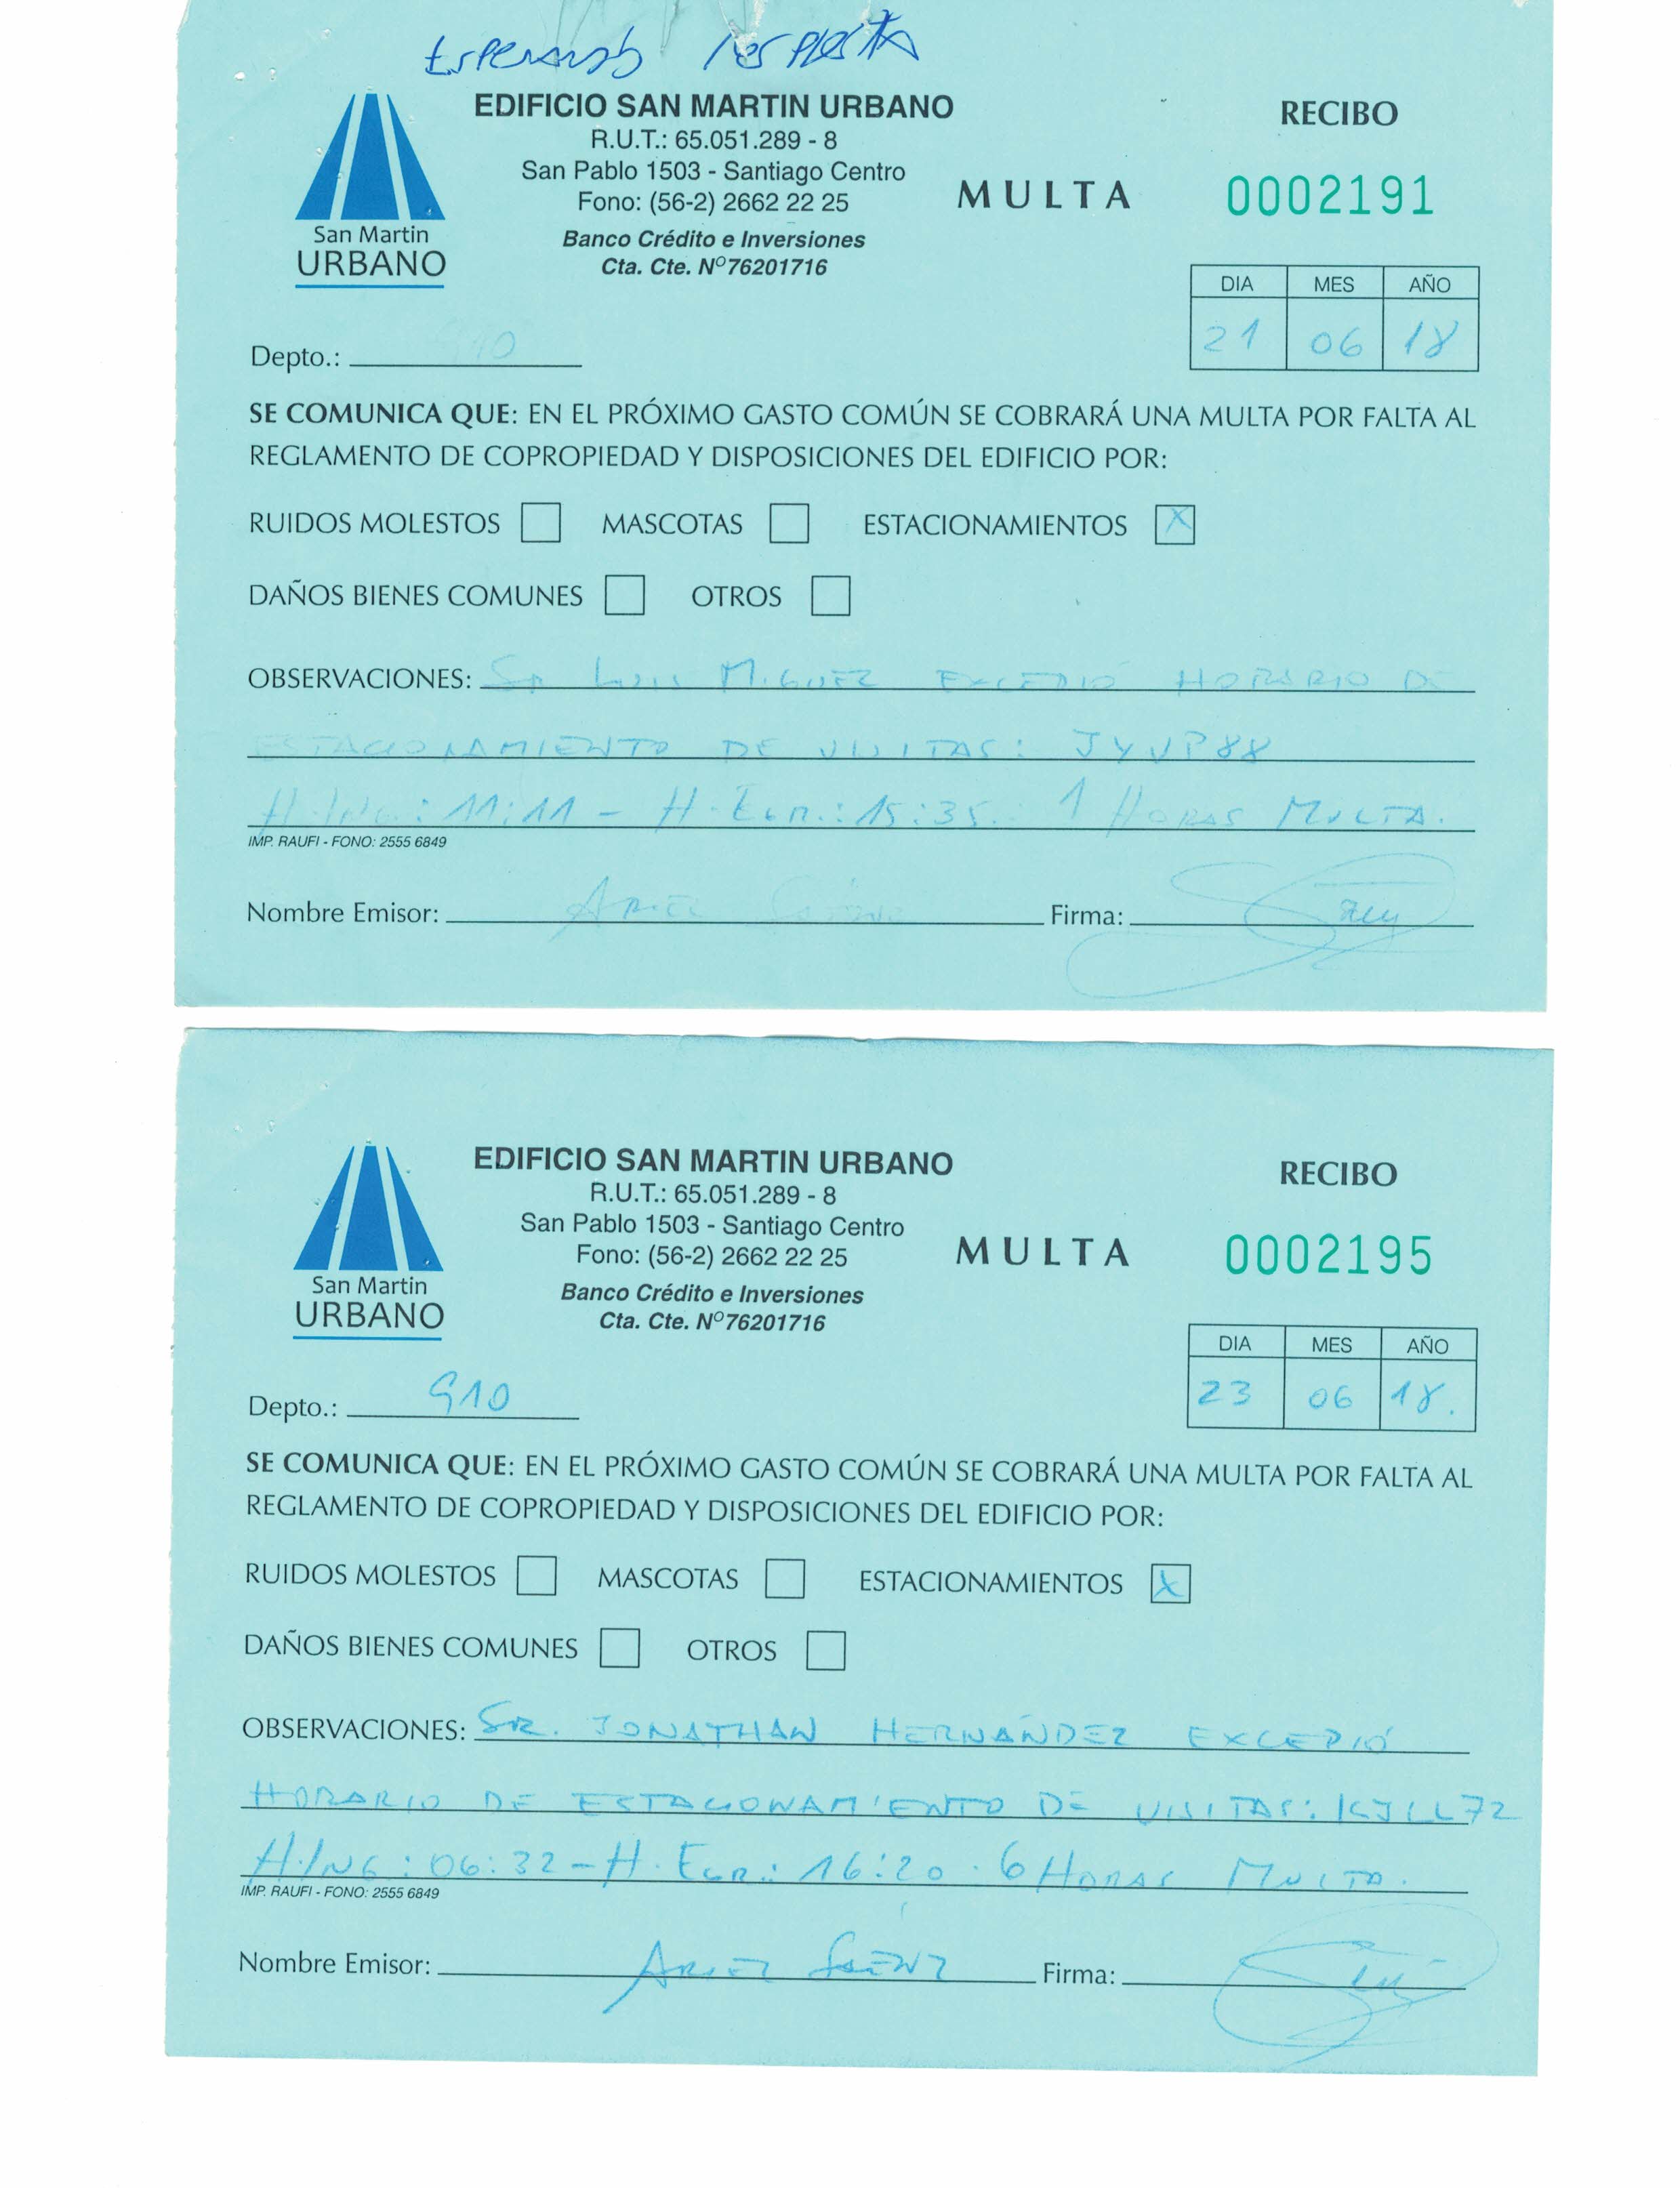 Esperando respuesta
EDIFICIO SAN MARTIN URBANO
R.U.T.: 65.051.289 - 8
San Pablo 1503 - Santiago Centro
Fono: (56-2) 2662 22 25
Banco Crédito e Inversiones
Cta. Cte. Nº 76201716
San Martin
URBANO
MULTA
RECIBO
0002191
DIA MES AÑO
21 06 18
Depto.: 910
SE COMUNICA QUE: EN EL PRÓXIMO GASTO COMÚN SE COBRARÁ UNA MULTA POR FALTA AL
REGLAMENTO DE COPROPIEDAD Y DISPOSICIONES DEL EDIFICIO POR:
RUIDOS MOLESTOS MASCOTAS ESTACIONAMIENTOS X
DAÑOS BIENES COMUNES OTROS
OBSERVACIONES: Sr LUIS MIGUEZ EXCEDIÓ HORARIO DE
ESTACIONAMIENTO DE VISITAS: JYVP88
H.ING.: 11:11 - H.EGR.: 15:35. 1 HORAS MULTA.
IMP. RAUFI - FONO: 2555 6849
Nombre Emisor: ARIEL Firma:
EDIFICIO SAN MARTIN URBANO
R.U.T.: 65.051.289 - 8
San Pablo 1503 - Santiago Centro
Fono: (56-2) 2662 22 25
Banco Crédito e Inversiones
Cta. Cte. Nº 76201716
San Martin
URBANO
MULTA
RECIBO
0002195
DIA MES AÑO
23 06 18.
Depto.: 910
SE COMUNICA QUE: EN EL PRÓXIMO GASTO COMÚN SE COBRARÁ UNA MULTA POR FALTA AL
REGLAMENTO DE COPROPIEDAD Y DISPOSICIONES DEL EDIFICIO POR:
RUIDOS MOLESTOS MASCOTAS ESTACIONAMIENTOS X
DAÑOS BIENES COMUNES OTROS
OBSERVACIONES: SR. JONATHAN HERNÁNDEZ EXCEDIÓ
HORARIO DE ESTACIONAMIENTO DE VISITAS: KJLL72
H.ING: 06:32 - H.EGR.: 16:20. 6 HORAS MULTA.
IMP. RAUFI - FONO: 2555 6849
Nombre Emisor: ARIEL SAENZ Firma: